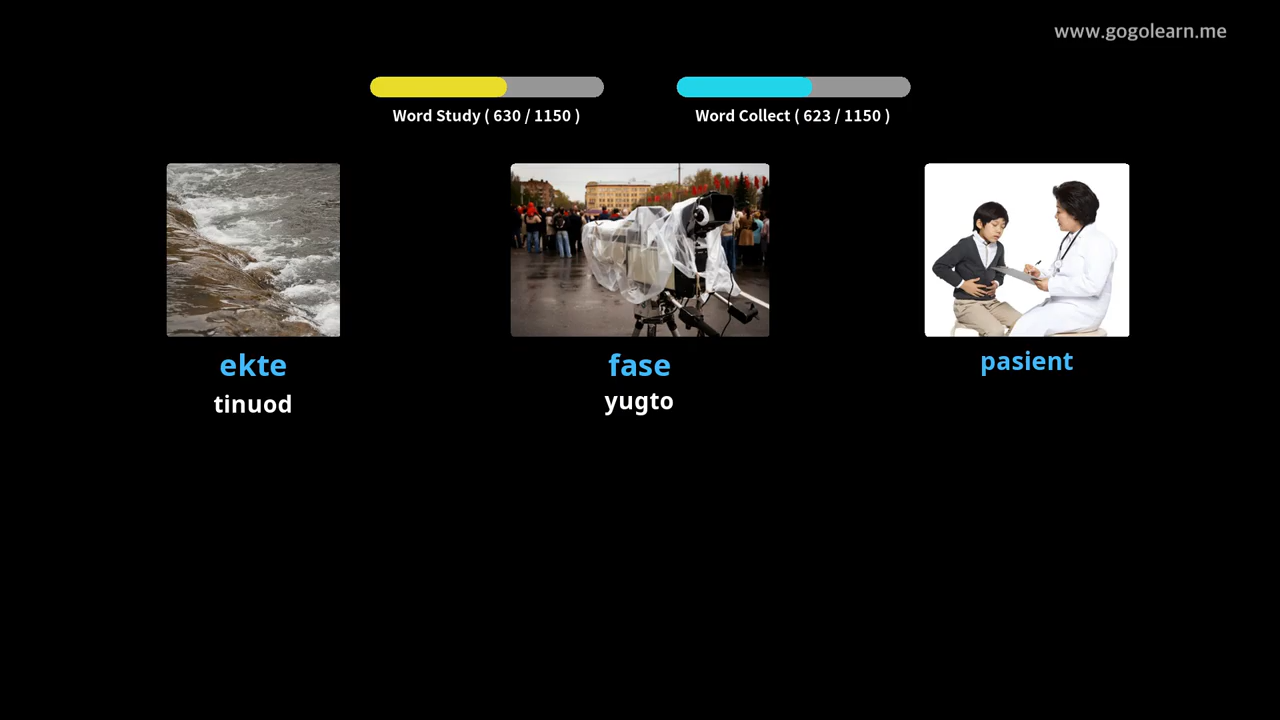 www.gogolearn.me
Word Study ( 630 / 1150 )
Word Collect ( 623 / 1150 )
ekte
tinuod
fase
yugto
pasient